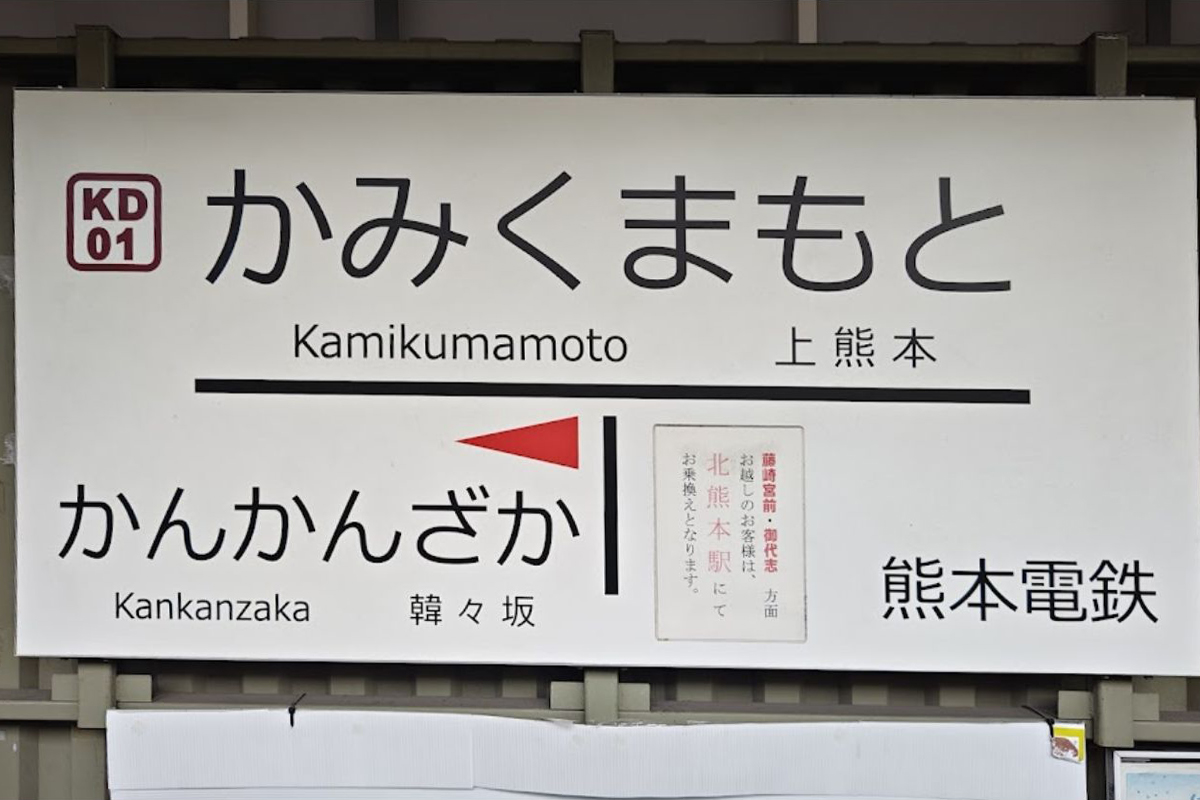 KD
01
かみくまもと
Kamikumamoto 上熊本
かんかんざか
Kankanzaka 韓々坂
藤崎宮前・御代志 方面
お越しのお客様は、
北熊本駅にて
お乗換えとなります。
熊本電鉄